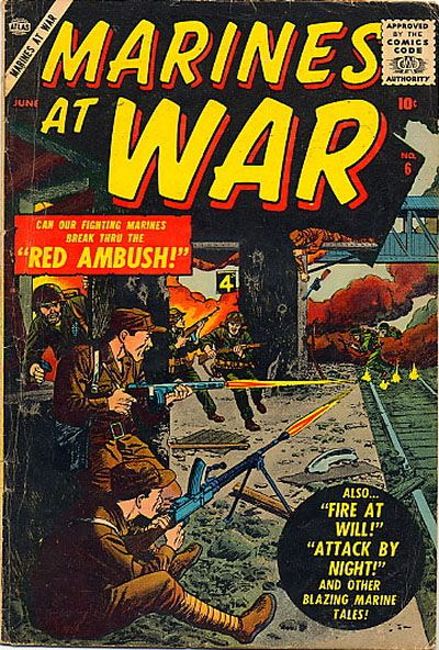 ATLAS
MARINES AT WAR
MARINES
AT WAR
APPROVED
BY THE
COMICS
CODE
CA
AUTHORITY
JUNE
10¢
NO.
6
CAN OUR FIGHTING MARINES
BREAK THRU THE
"RED AMBUSH!"
4
ALSO...
"FIRE AT
WILL!"
"ATTACK BY
NIGHT!"
AND OTHER
BLAZING MARINE
TALES!